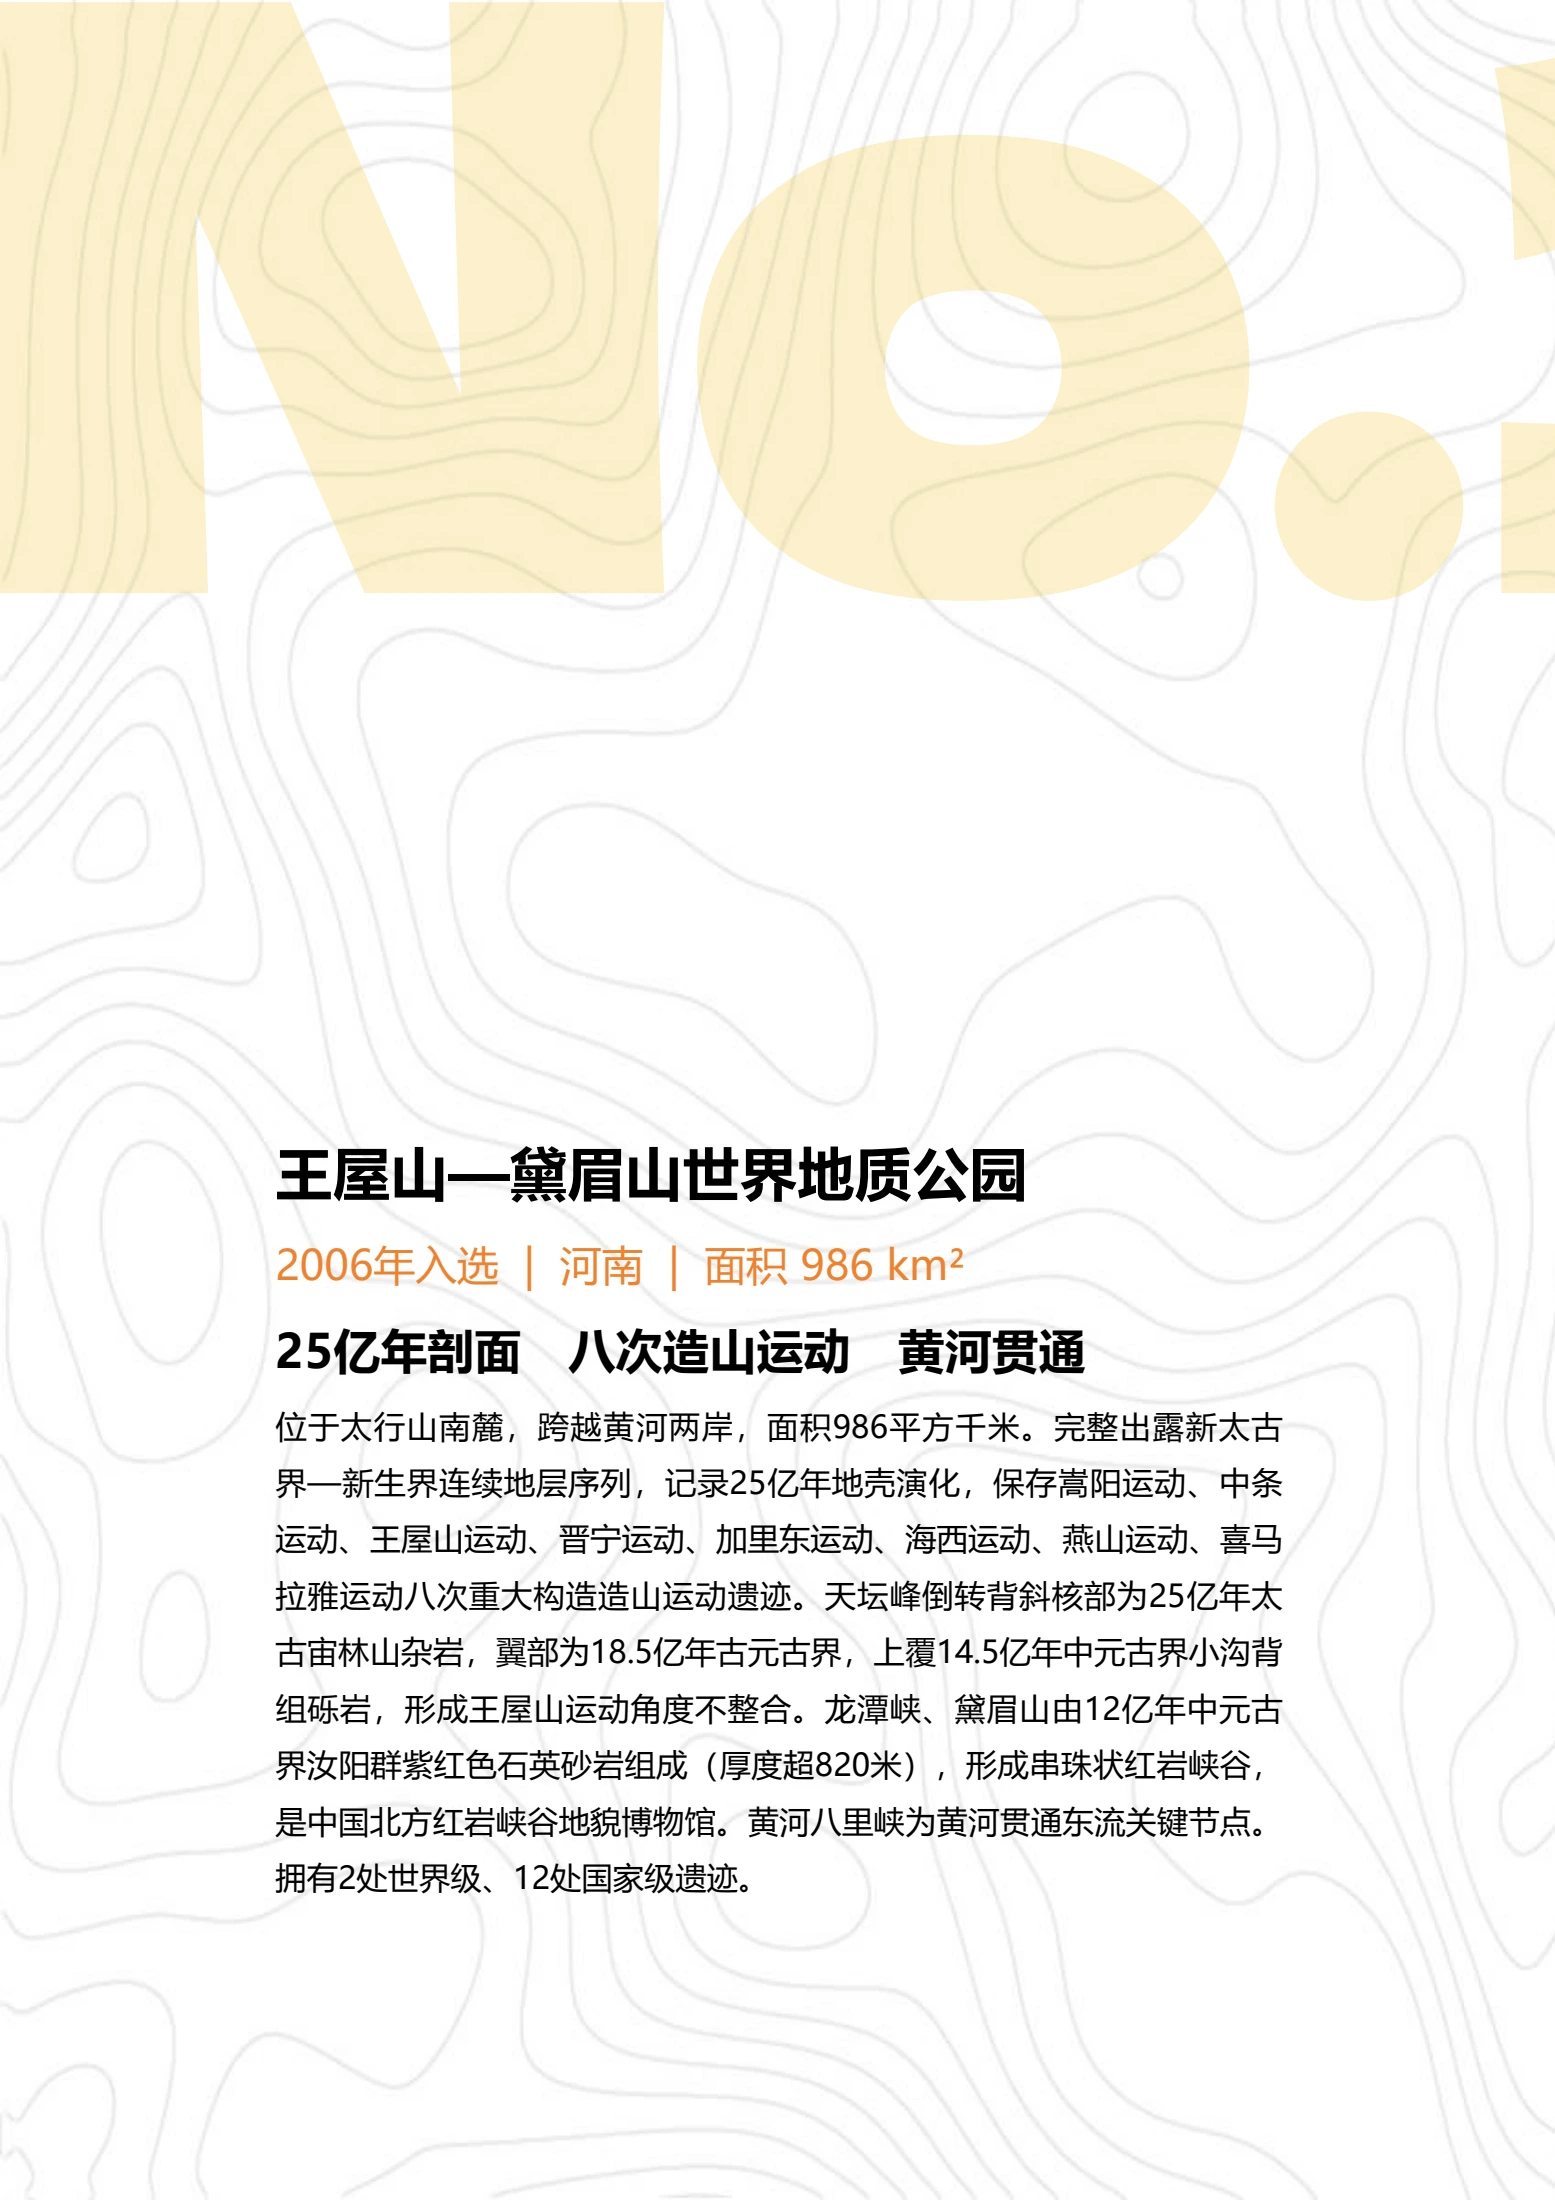 No.
王屋山—黛眉山世界地质公园
2006年入选 | 河南 | 面积 986 km²
25亿年剖面 八次造山运动 黄河贯通
位于太行山南麓，跨越黄河两岸，面积986平方千米。完整出露新太古
界—新生界连续地层序列，记录25亿年地壳演化，保存嵩阳运动、中条
运动、王屋山运动、晋宁运动、加里东运动、海西运动、燕山运动、喜马
拉雅运动八次重大构造造山运动遗迹。天坛峰倒转背斜核部为25亿年太
古宙林山杂岩，翼部为18.5亿年古元古界，上覆14.5亿年中元古界小沟背
组砾岩，形成王屋山运动角度不整合。龙潭峡、黛眉山由12亿年中元古
界汝阳群紫红色石英砂岩组成（厚度超820米），形成串珠状红岩峡谷，
是中国北方红岩峡谷地貌博物馆。黄河八里峡为黄河贯通东流关键节点。
拥有2处世界级、12处国家级遗迹。